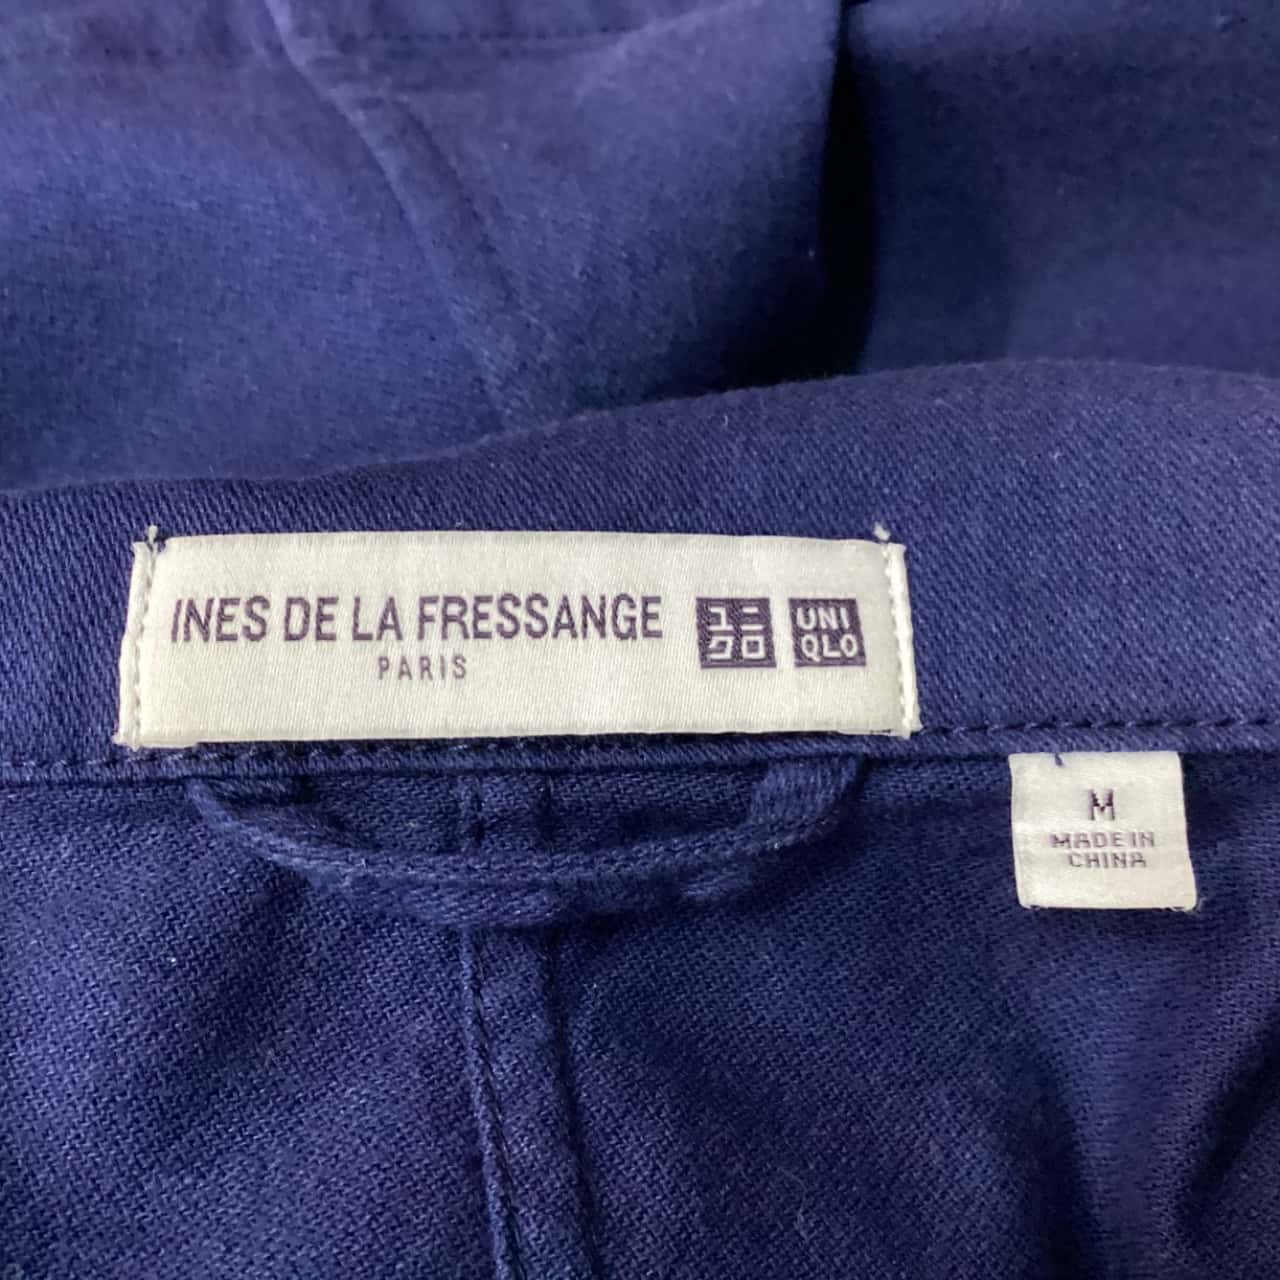 INES DE LA FRESSANGE
PARIS
ユニ
クロ
UNI
QLO
M
MADE IN
CHINA